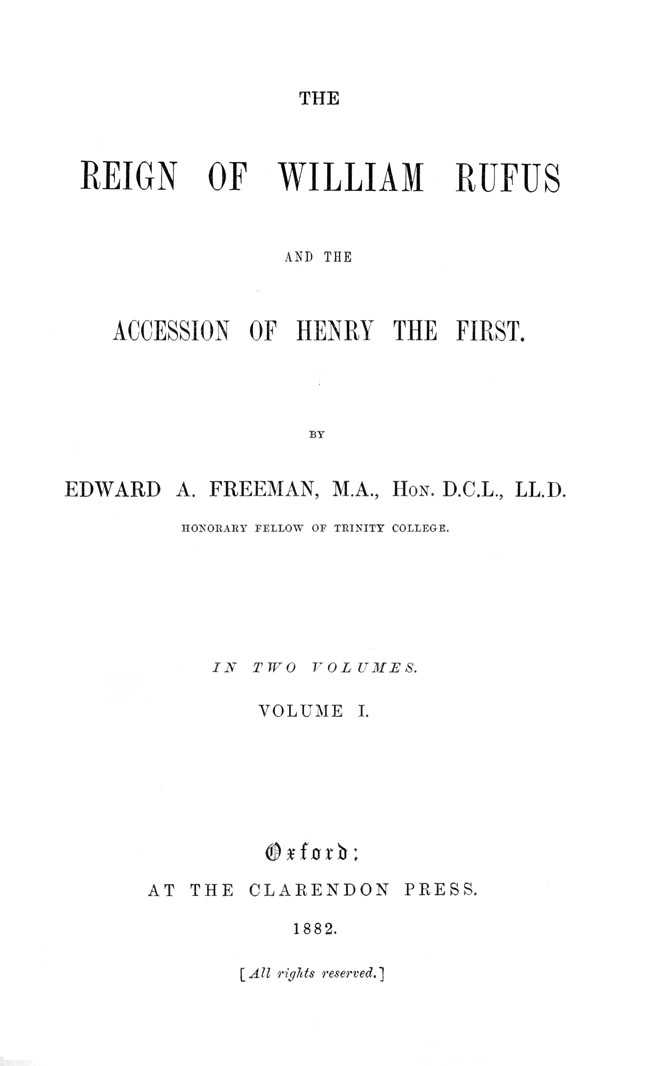 THE
REIGN OF WILLIAM RUFUS
AND THE
ACCESSION OF HENRY THE FIRST.
BY
EDWARD A. FREEMAN, M.A., HON. D.C.L., LL.D.
HONORARY FELLOW OF TRINITY COLLEGE.
IN TWO VOLUMES.
VOLUME I.
Oxford:
AT THE CLARENDON PRESS.
1882.
[All rights reserved.]